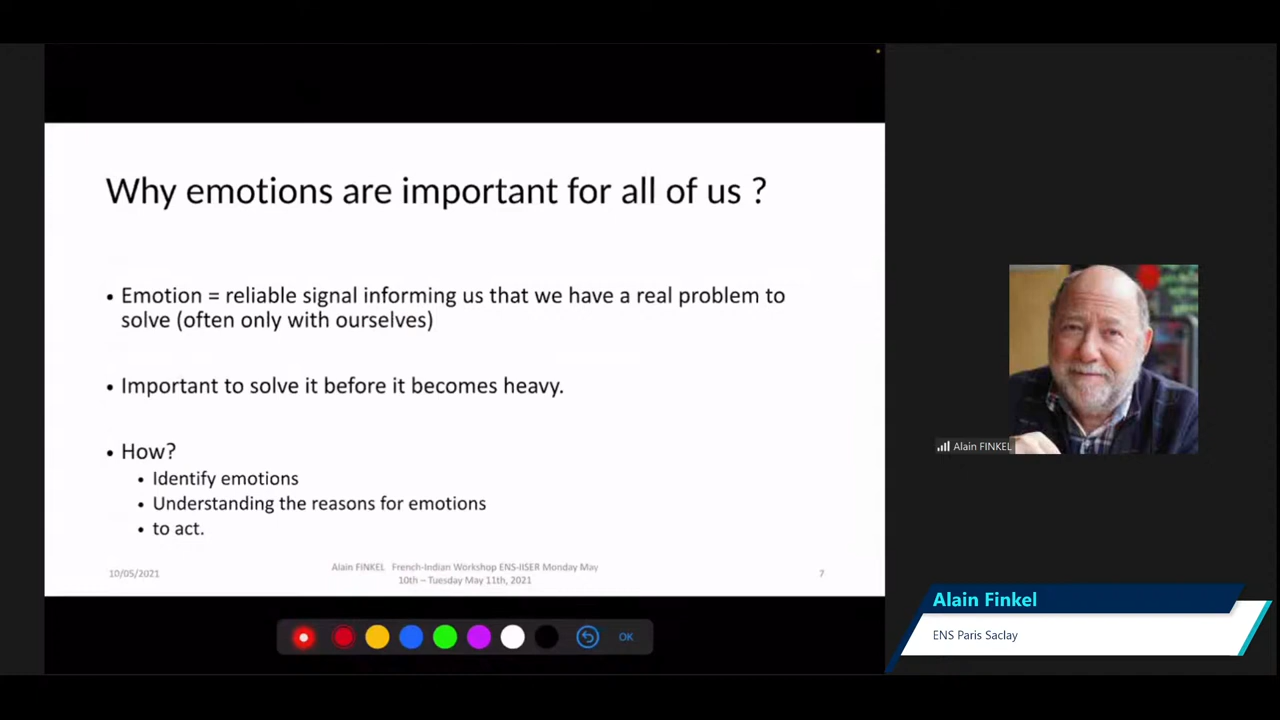 Why emotions are important for all of us ?
• Emotion = reliable signal informing us that we have a real problem to
solve (often only with ourselves)
• Important to solve it before it becomes heavy.
• How?
• Identify emotions
• Understanding the reasons for emotions
• to act.
10/05/2021
Alain FINKEL French-Indian Workshop ENS-IISER Monday May
10th – Tuesday May 11th, 2021
7
OK
Alain FINKEL
Alain Finkel
ENS Paris Saclay